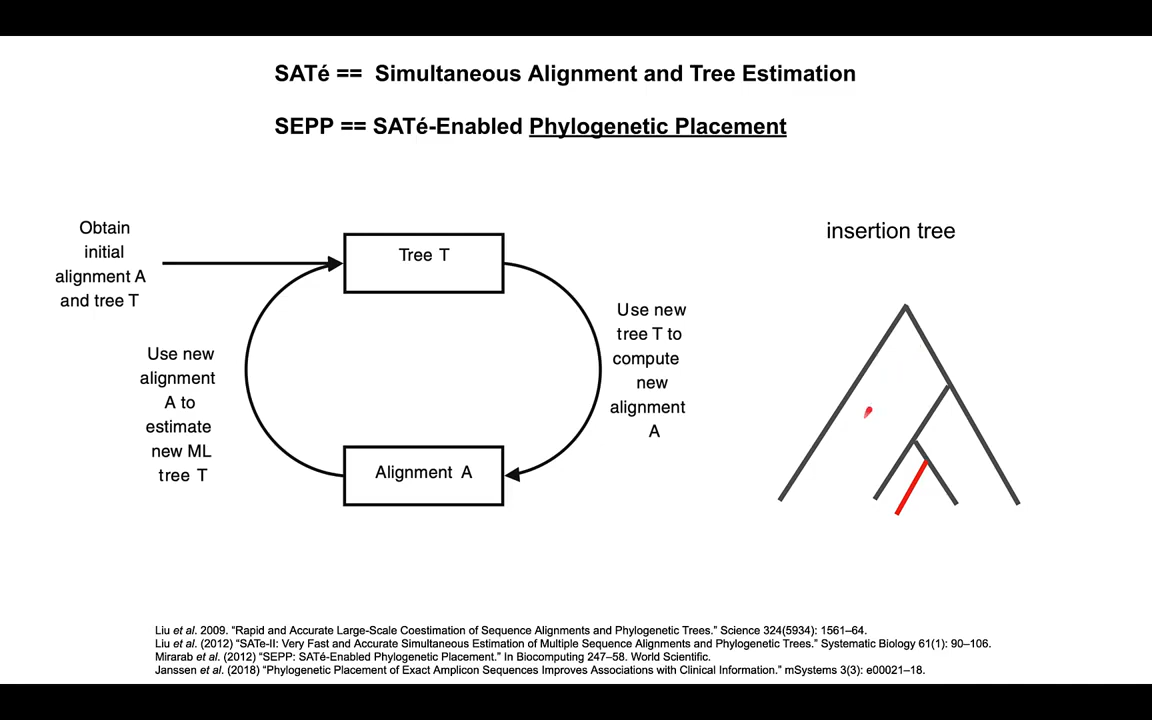 SATé == Simultaneous Alignment and Tree Estimation
SEPP == SATé-Enabled Phylogenetic Placement
Obtain
initial
alignment A
and tree T
Tree T
insertion tree
Use new
tree T to
compute
new
alignment
A
Use new
alignment
A to
estimate
new ML
tree T
Alignment A
Liu et al. 2009. “Rapid and Accurate Large-Scale Coestimation of Sequence Alignments and Phylogenetic Trees.” Science 324(5934): 1561–64.
Liu et al. (2012) “SATe-II: Very Fast and Accurate Simultaneous Estimation of Multiple Sequence Alignments and Phylogenetic Trees.” Systematic Biology 61(1): 90–106.
Mirarab et al. (2012) “SEPP: SATé-Enabled Phylogenetic Placement.” In Biocomputing 247–58. World Scientific.
Janssen et al. (2018) “Phylogenetic Placement of Exact Amplicon Sequences Improves Associations with Clinical Information.” mSystems 3(3): e00021–18.